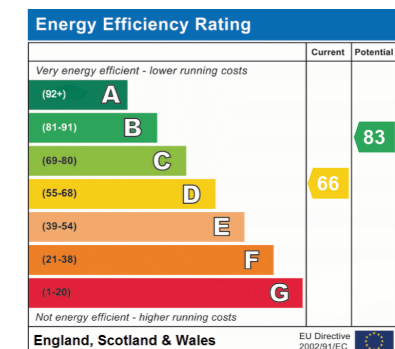 Energy Efficiency Rating
Current Potential
Very energy efficient - lower running costs
(92+) A
(81-91) B
83
(69-80) C
(55-68) D
66
(39-54) E
(21-38) F
(1-20) G
Not energy efficient - higher running costs
England, Scotland & Wales
EU Directive
2002/91/EC